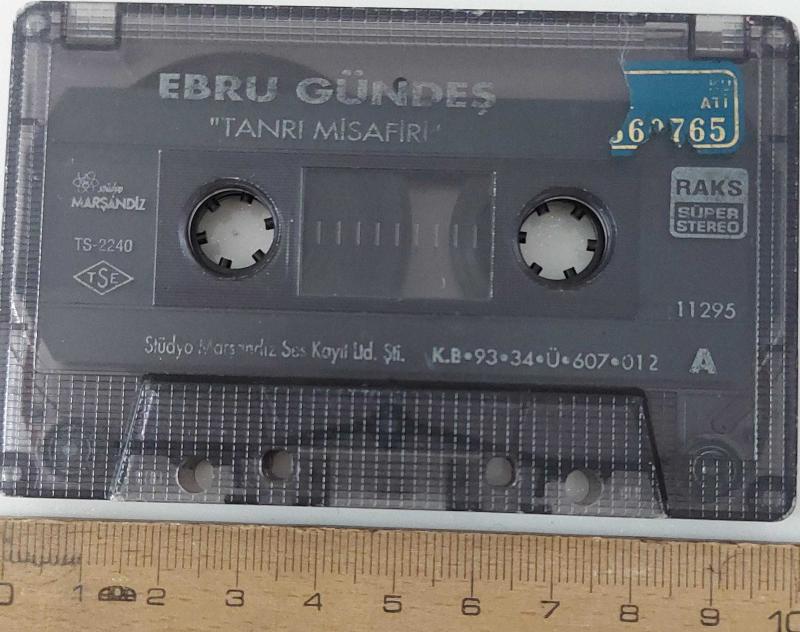 EBRU GÜNDEŞ
"TANRI MİSAFİRİ"
ATI
765
stüdyo
MARŞANDİZ
RAKS
SÜPER
STEREO
TS-2240
TSE
11295
Stüdyo Marşandiz Ses Kayıt Ltd. Şti. K.B•93•34•Ü•607•012 A
0 1 2 3 4 5 6 7 8 9 10